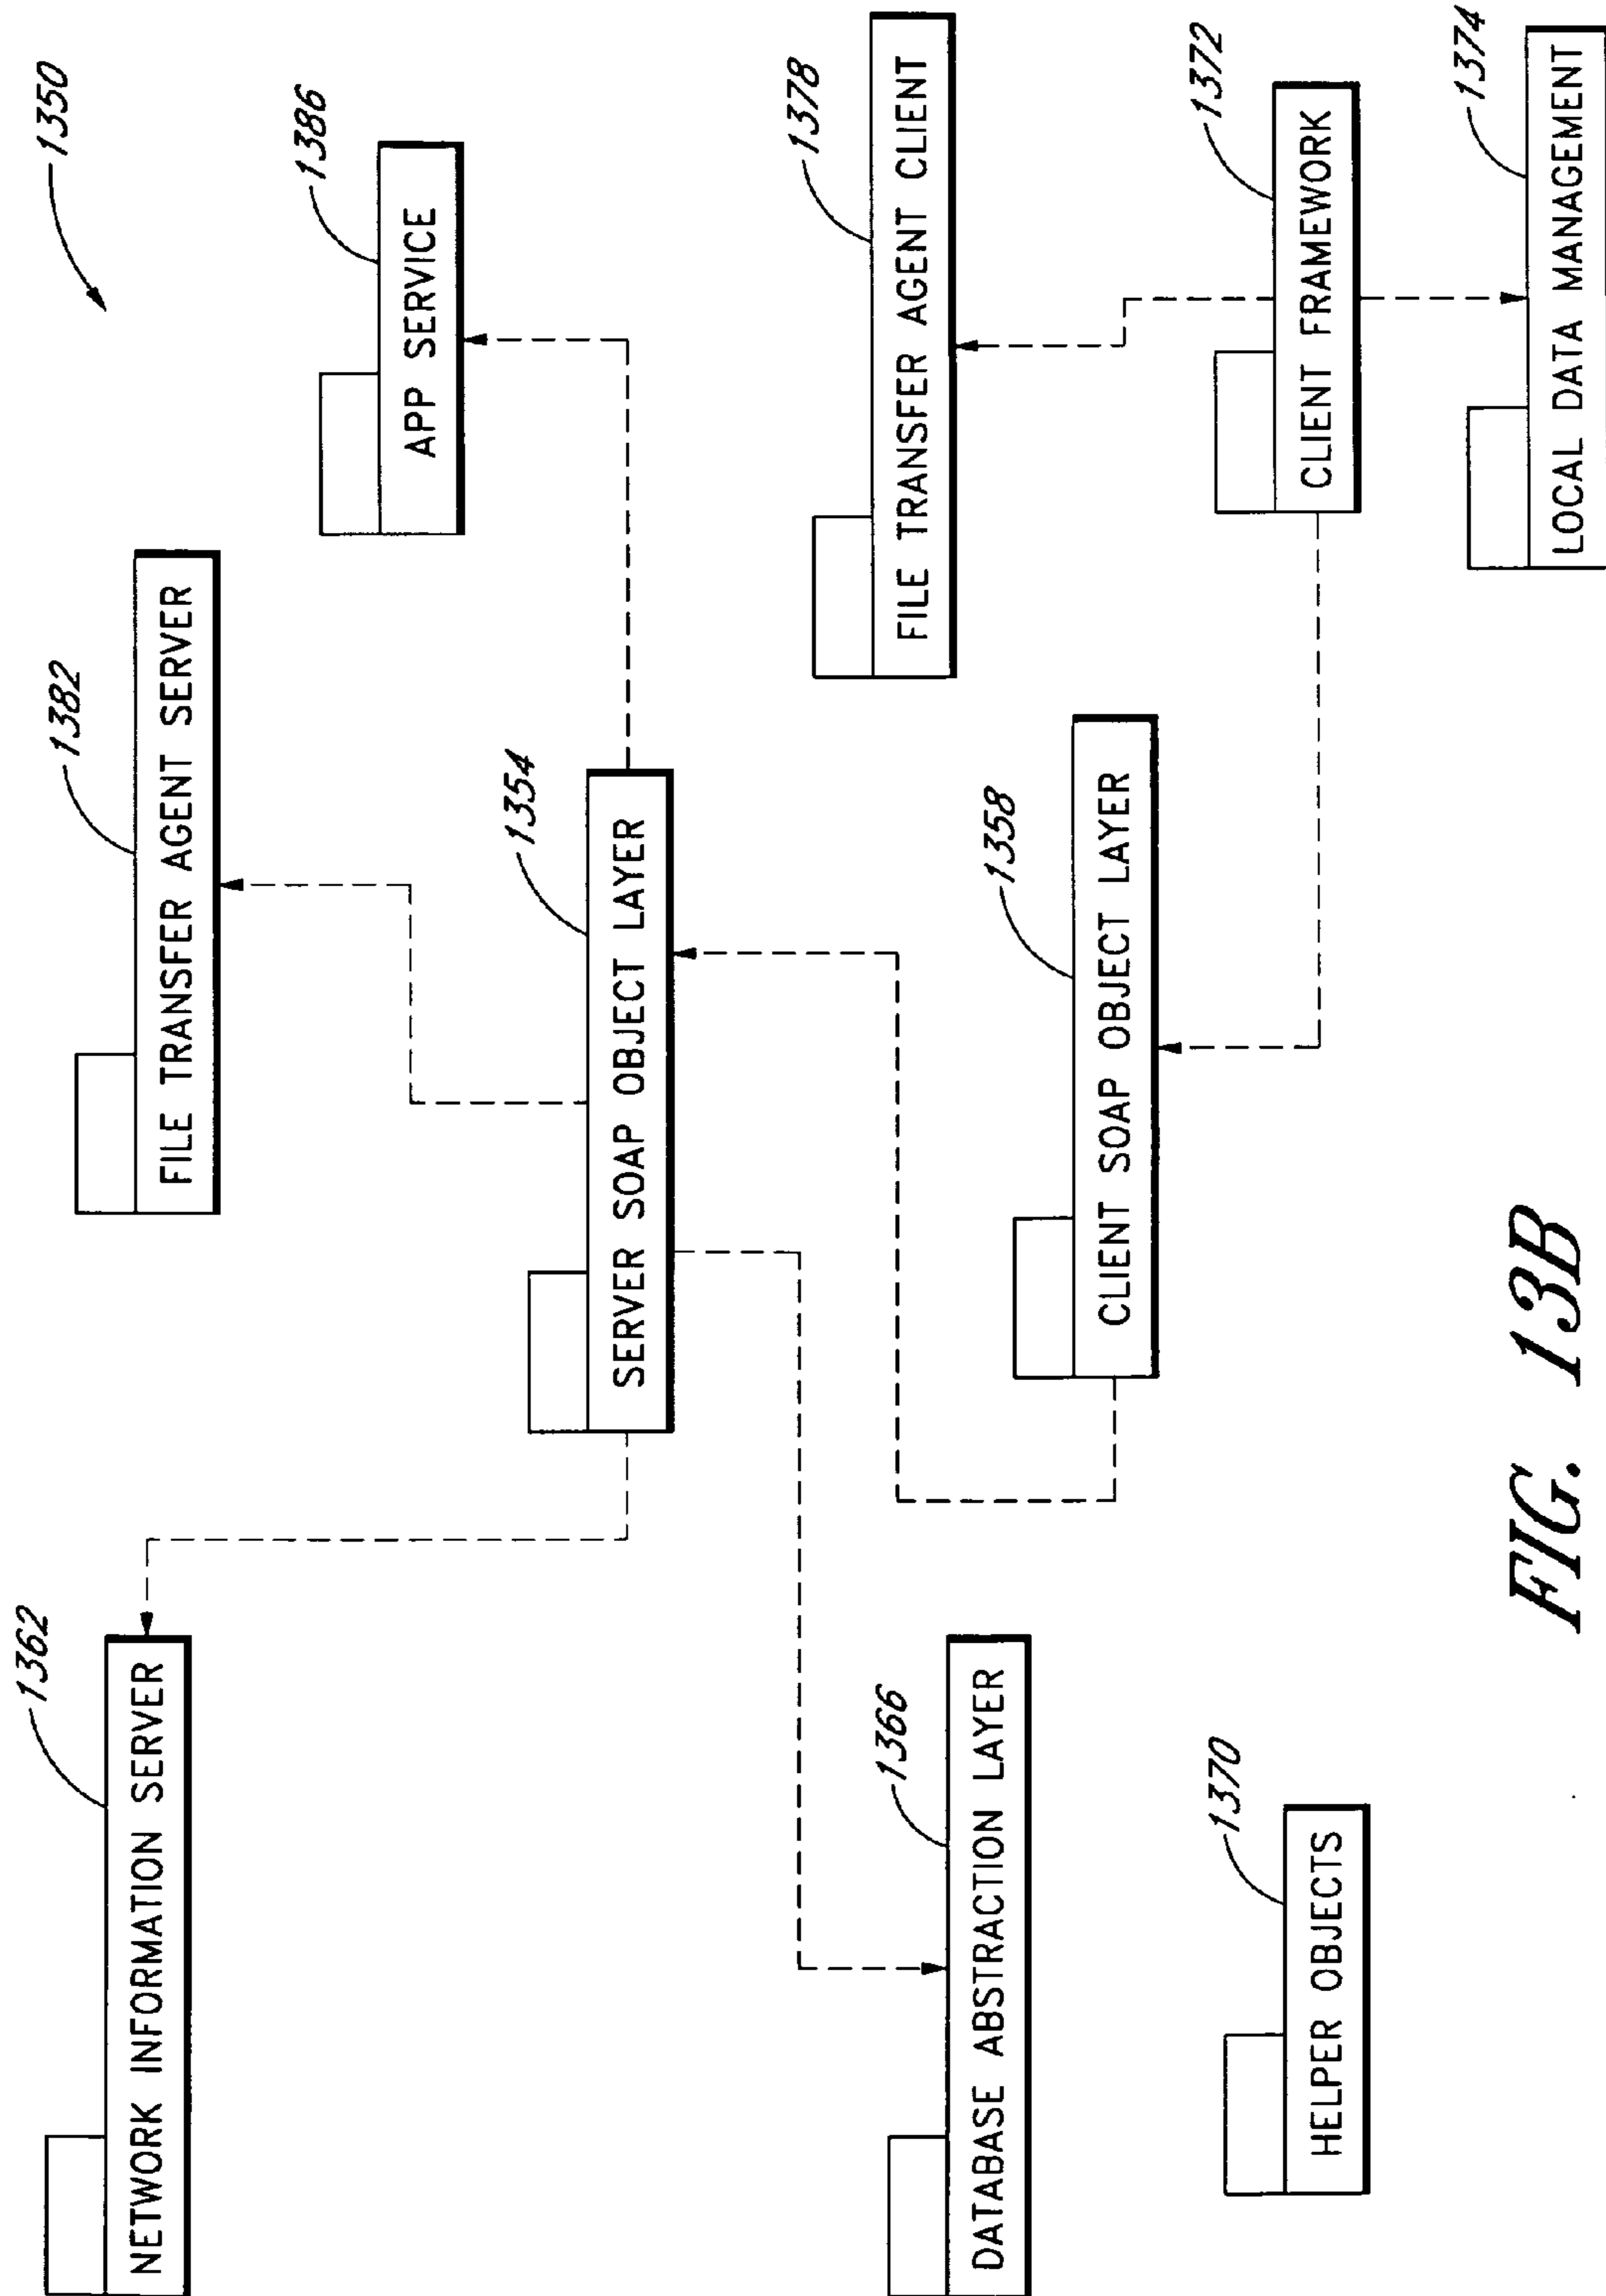 1350
1362
NETWORK INFORMATION SERVER
1382
FILE TRANSFER AGENT SERVER
1386
APP SERVICE
1354
SERVER SOAP OBJECT LAYER
1366
DATABASE ABSTRACTION LAYER
1378
FILE TRANSFER AGENT CLIENT
1358
CLIENT SOAP OBJECT LAYER
1370
HELPER OBJECTS
1372
CLIENT FRAMEWORK
1374
LOCAL DATA MANAGEMENT
FIG. 13B